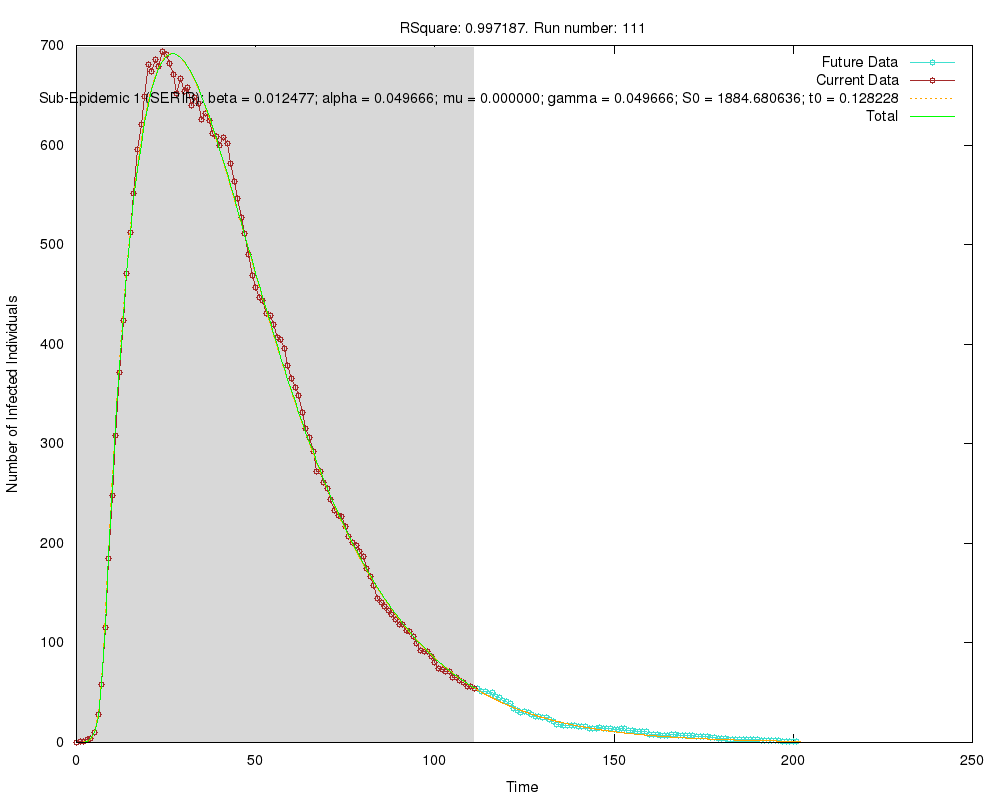 RSquare: 0.997187. Run number: 111
700
600
500
400
300
200
100
0
0 50 100 150 200 250
Number of Infected Individuals
Time
Future Data
Current Data
Sub-Epidemic 1 beta = 0.012477; alpha = 0.049666; mu = 0.000000; gamma = 0.049666; S0 = 1884.680636; t0 = 0.128228
Total